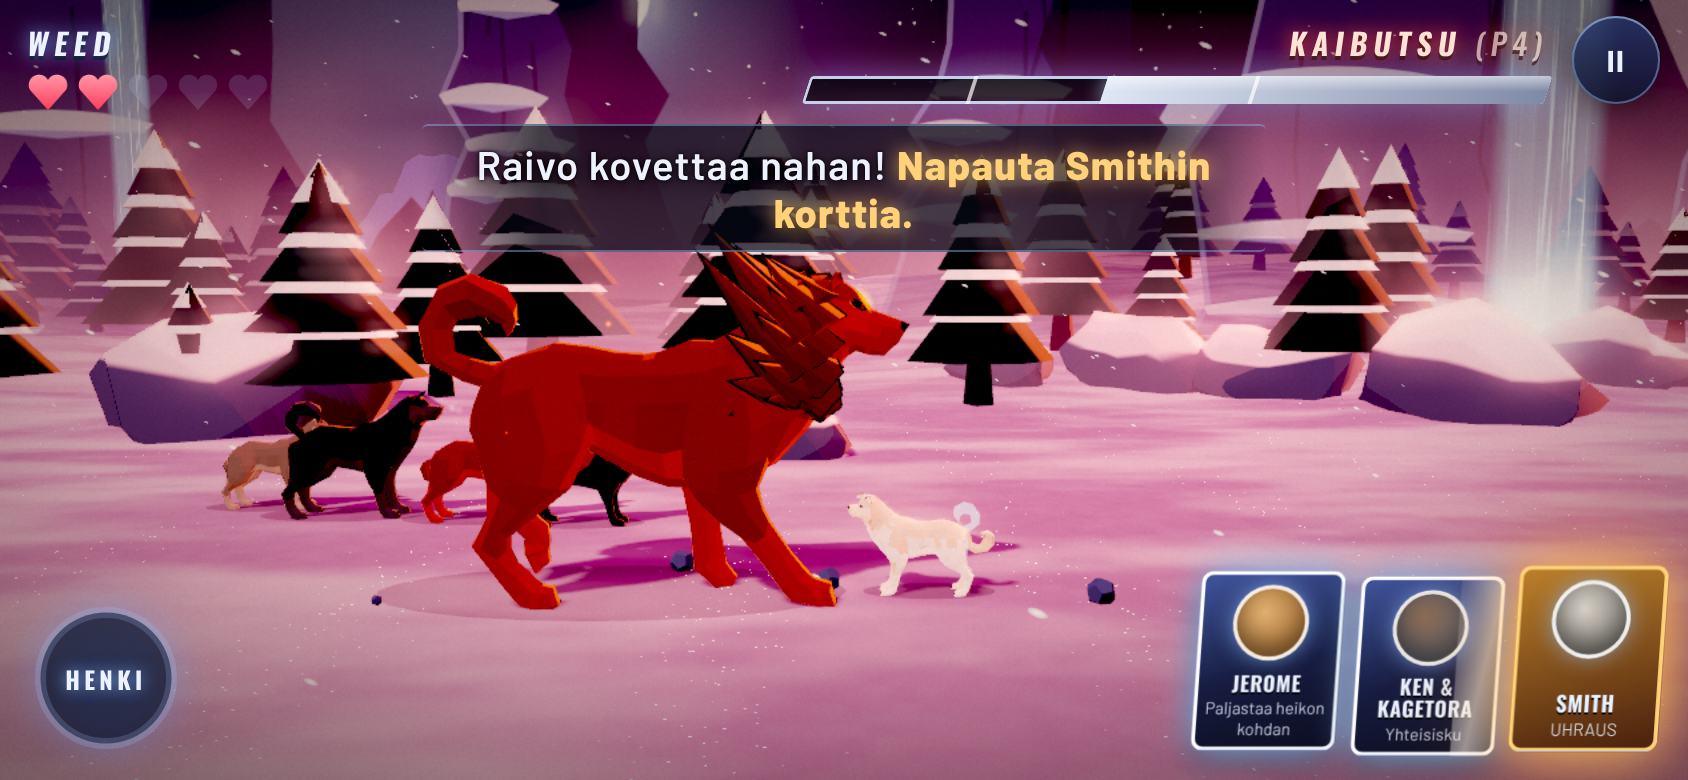 WEED
KAIBUTSU (P4)
Raivo kovettaa nahan! Napauta Smithin
korttia.
HENKI
JEROME
Paljastaa heikon
kohdan
KEN &
KAGETORA
Yhteisisku
SMITH
UHRAUS